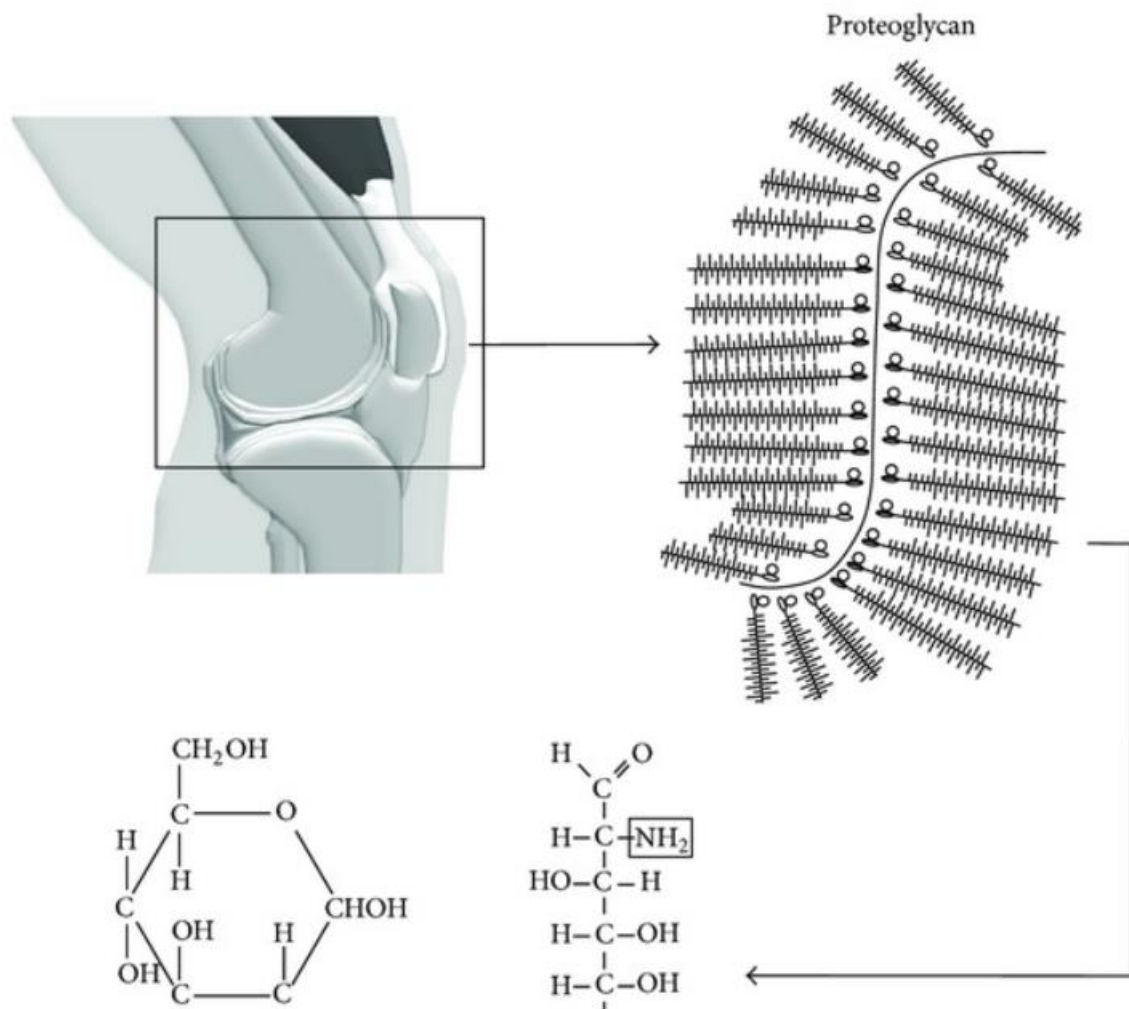 Proteoglycan
CH₂OH
C
O
H
H
C
CHOH
OH
H
OH
C
C
H
O
C
H-C-NH₂
HO-C-H
H-C-OH
H-C-OH